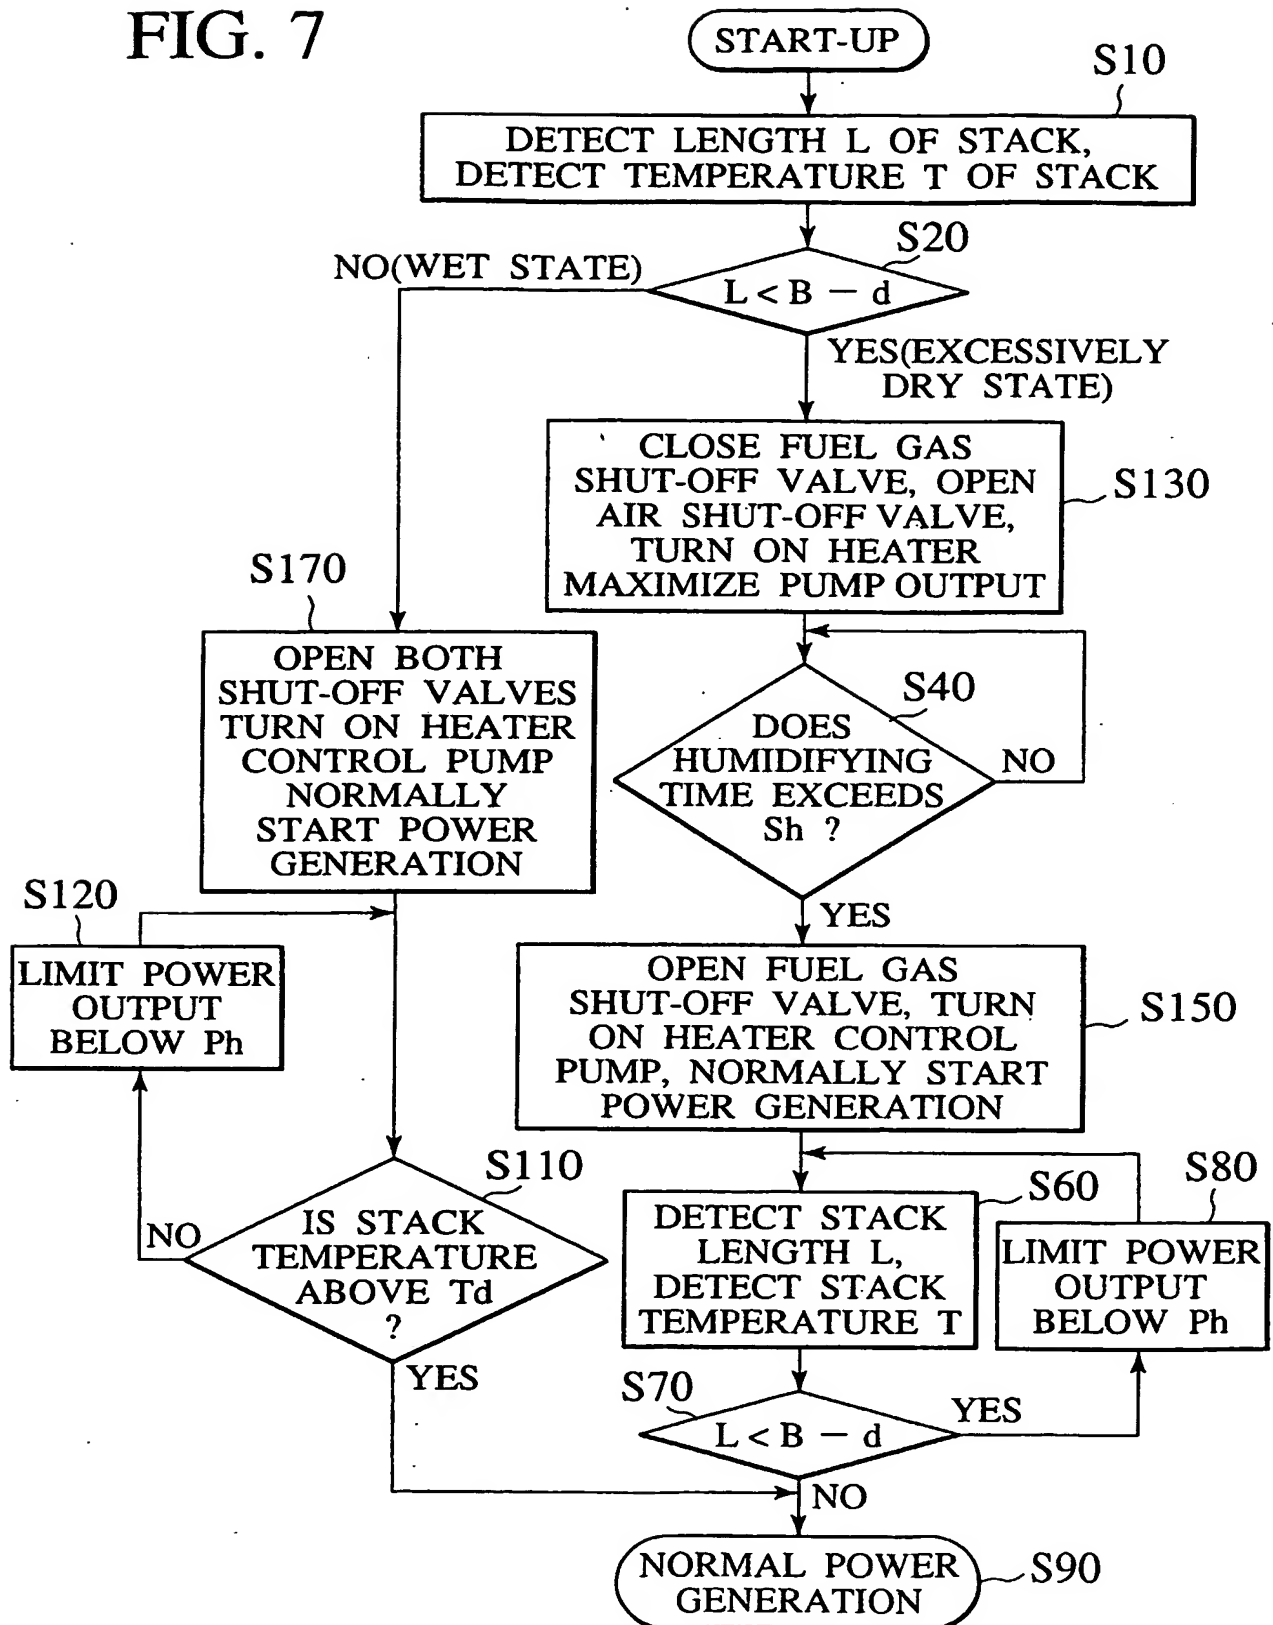 FIG. 7
START-UP
S10
DETECT LENGTH L OF STACK,
DETECT TEMPERATURE T OF STACK
S20
L < B − d
NO(WET STATE)
YES(EXCESSIVELY
DRY STATE)
CLOSE FUEL GAS
SHUT-OFF VALVE, OPEN
AIR SHUT-OFF VALVE,
TURN ON HEATER
MAXIMIZE PUMP OUTPUT
S130
S170
OPEN BOTH
SHUT-OFF VALVES
TURN ON HEATER
CONTROL PUMP
NORMALLY
START POWER
GENERATION
S40
DOES
HUMIDIFYING
TIME EXCEEDS
Sh ?
NO
YES
S120
LIMIT POWER
OUTPUT
BELOW Ph
OPEN FUEL GAS
SHUT-OFF VALVE, TURN
ON HEATER CONTROL
PUMP, NORMALLY START
POWER GENERATION
S150
S110
IS STACK
TEMPERATURE
ABOVE Td
?
NO
YES
S60
DETECT STACK
LENGTH L,
DETECT STACK
TEMPERATURE T
S80
LIMIT POWER
OUTPUT
BELOW Ph
S70
L < B − d
YES
NO
NORMAL POWER
GENERATION
S90